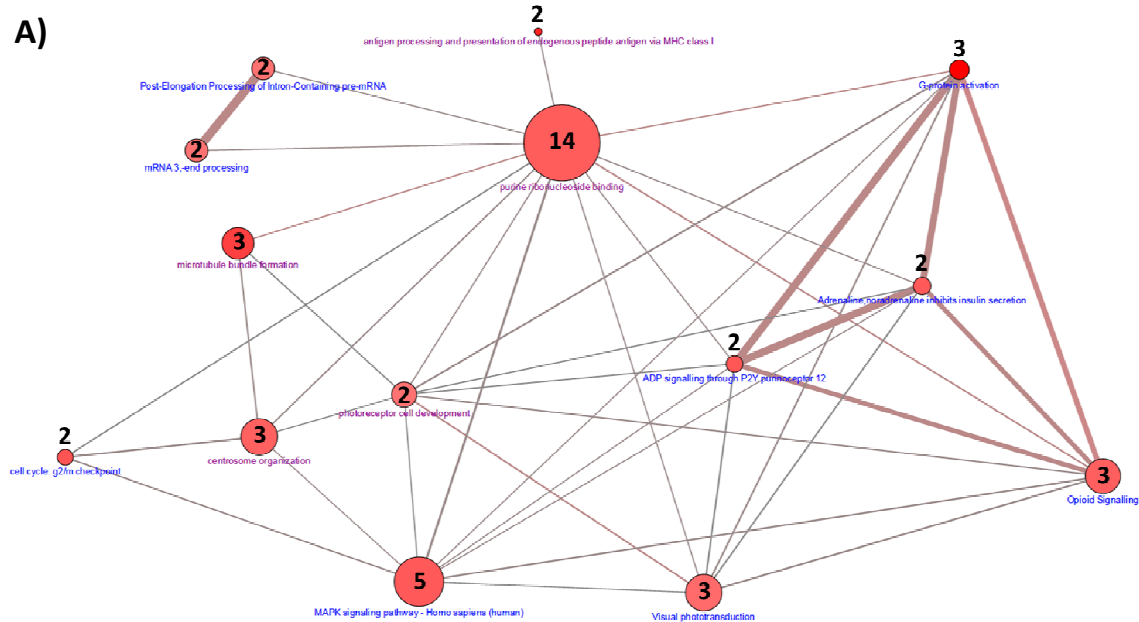 A)
2
antigen processing and presentation of endogenous peptide antigen via MHC class I
3
G-protein activation
2
Post-Elongation Processing of Intron-Containing pre-mRNA
14
purine ribonucleoside binding
2
mRNA 3,-end processing
3
microtubule bundle formation
2
Adrenaline,noradrenaline inhibits insulin secretion
2
ADP signalling through P2Y purinoceptor 12
2
photoreceptor cell development
3
centrosome organization
2
cell cycle: g2/m checkpoint
3
Opioid Signalling
5
MAPK signaling pathway - Homo sapiens (human)
3
Visual phototransduction